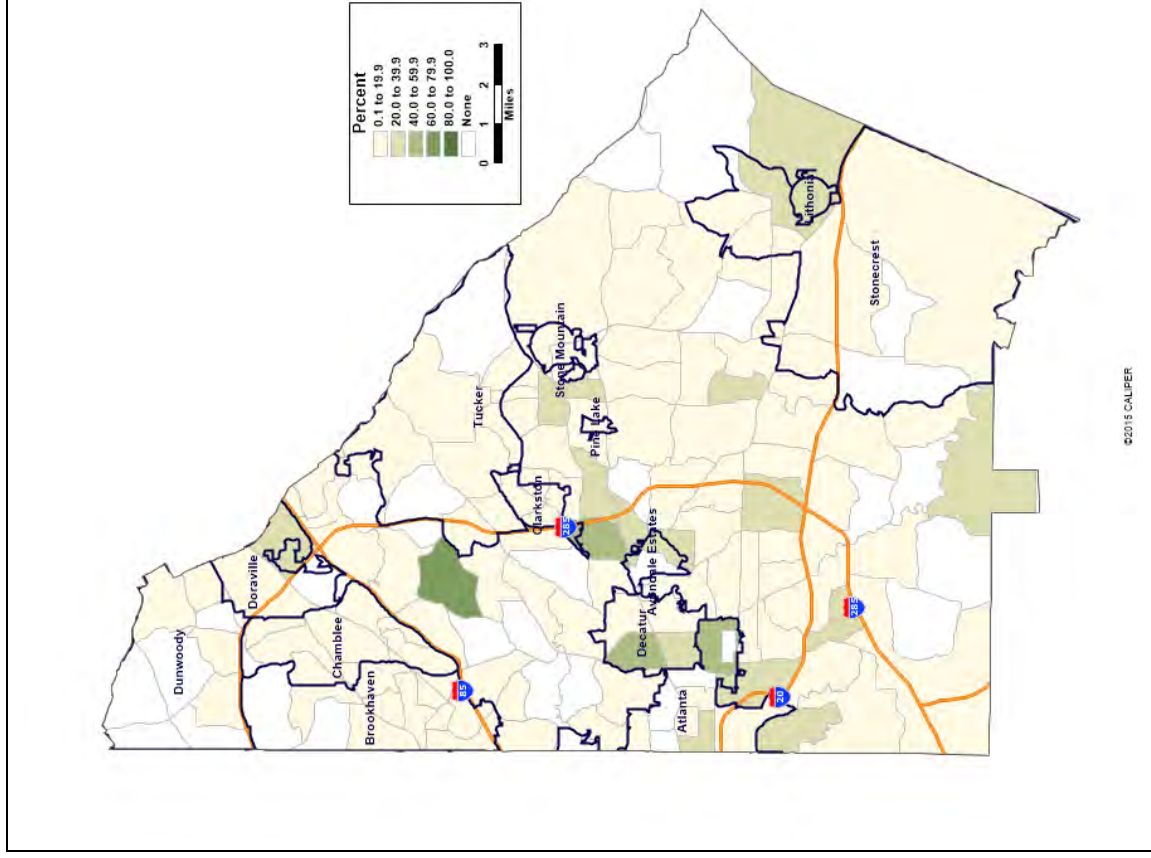 Percent
0.1 to 19.9
20.0 to 39.9
40.0 to 59.9
60.0 to 79.9
80.0 to 100.0
None
0 1 2 3
Miles
Dunwoody
Doraville
Chamblee
Brookhaven
85
Tucker
Clarkston
285
Stone Mountain
Pine Lake
Avondale Estates
Decatur
Atlanta
20
285
Lithonia
Stonecrest
©2015 CALIPER